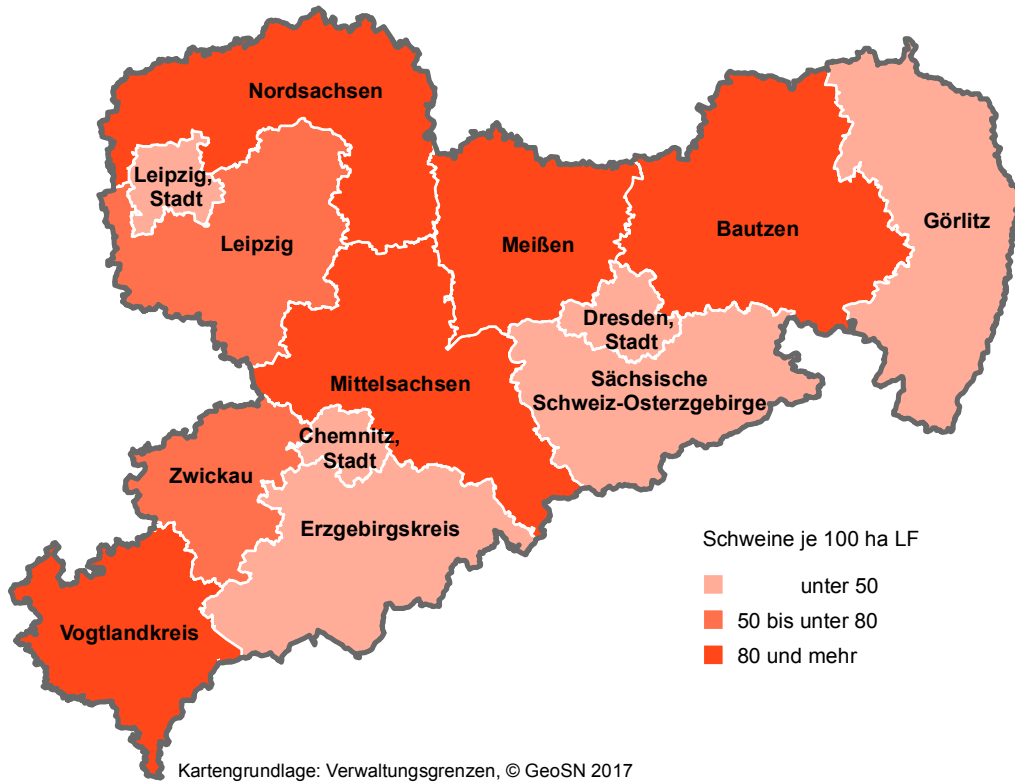 Nordsachsen
Leipzig,
Stadt
Leipzig
Meißen
Bautzen
Görlitz
Dresden,
Stadt
Mittelsachsen
Sächsische
Schweiz-Osterzgebirge
Chemnitz,
Stadt
Zwickau
Erzgebirgskreis
Vogtlandkreis
Schweine je 100 ha LF
unter 50
50 bis unter 80
80 und mehr
Kartengrundlage: Verwaltungsgrenzen, © GeoSN 2017